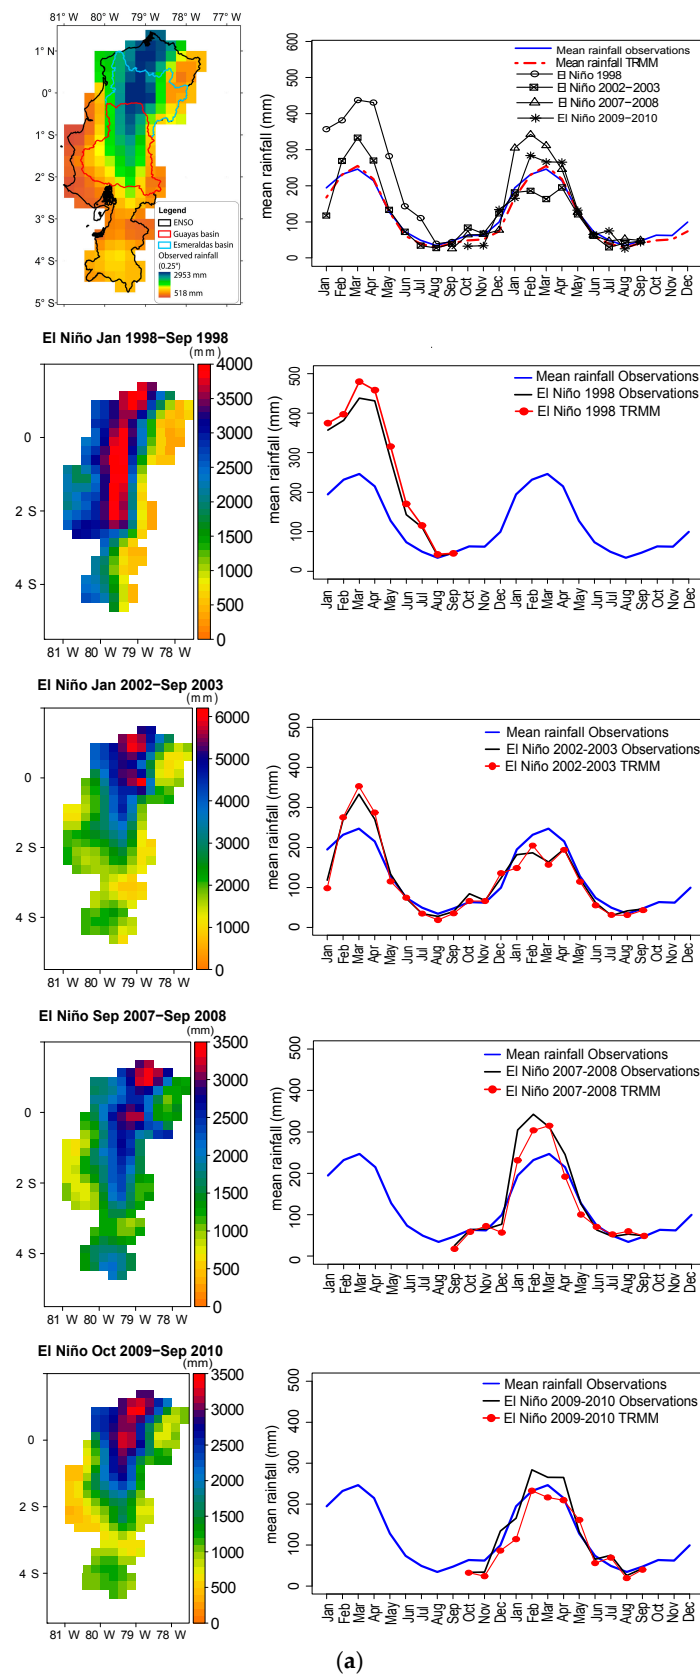 81° W 80° W 79° W 78° W 77° W
1° N
0°
1° S
2° S
3° S
4° S
5° S
Legend
ENSO
Guayas basin
Esmeraldas basin
Observed rainfall
(0.25°)
2953 mm
518 mm
mean rainfall (mm)
600
500
400
300
200
100
0
Mean rainfall observations
Mean rainfall TRMM
El Niño 1998
El Niño 2002−2003
El Niño 2007−2008
El Niño 2009−2010
Jan Feb Mar Apr May Jun Jul Aug Sep Oct Nov Dec Jan Feb Mar Apr May Jun Jul Aug Sep Oct Nov Dec
El Niño Jan 1998−Sep 1998
(mm)
4000
3500
3000
2500
2000
1500
1000
500
0
0
2 S
4 S
81 W 80 W 79 W 78 W
mean rainfall (mm)
500
400
300
200
100
0
Mean rainfall Observations
El Niño 1998 Observations
El Niño 1998 TRMM
Jan Feb Mar Apr May Jun Jul Aug Sep Oct Nov Dec Jan Feb Mar Apr May Jun Jul Aug Sep Oct Nov Dec
El Niño Jan 2002−Sep 2003
(mm)
6000
5000
4000
3000
2000
1000
0
0
2 S
4 S
81 W 80 W 79 W 78 W
mean rainfall (mm)
500
400
300
200
100
0
Mean rainfall Observations
El Niño 2002-2003 Observations
El Niño 2002-2003 TRMM
Jan Feb Mar Apr May Jun Jul Aug Sep Oct Nov Dec Jan Feb Mar Apr May Jun Jul Aug Sep Oct Nov Dec
El Niño Sep 2007−Sep 2008
(mm)
3500
3000
2500
2000
1500
1000
500
0
0
2 S
4 S
81 W 80 W 79 W 78 W
mean rainfall (mm)
500
400
300
200
100
0
Mean rainfall Observations
El Niño 2007-2008 Observations
El Niño 2007-2008 TRMM
Jan Feb Mar Apr May Jun Jul Aug Sep Oct Nov Dec Jan Feb Mar Apr May Jun Jul Aug Sep Oct Nov Dec
El Niño Oct 2009−Sep 2010
(mm)
3500
3000
2500
2000
1500
1000
500
0
0
2 S
4 S
81 W 80 W 79 W 78 W
mean rainfall (mm)
500
400
300
200
100
0
Mean rainfall Observations
El Niño 2009-2010 Observations
El Niño 2009-2010 TRMM
Jan Feb Mar Apr May Jun Jul Aug Sep Oct Nov Dec Jan Feb Mar Apr May Jun Jul Aug Sep Oct Nov Dec
(a)